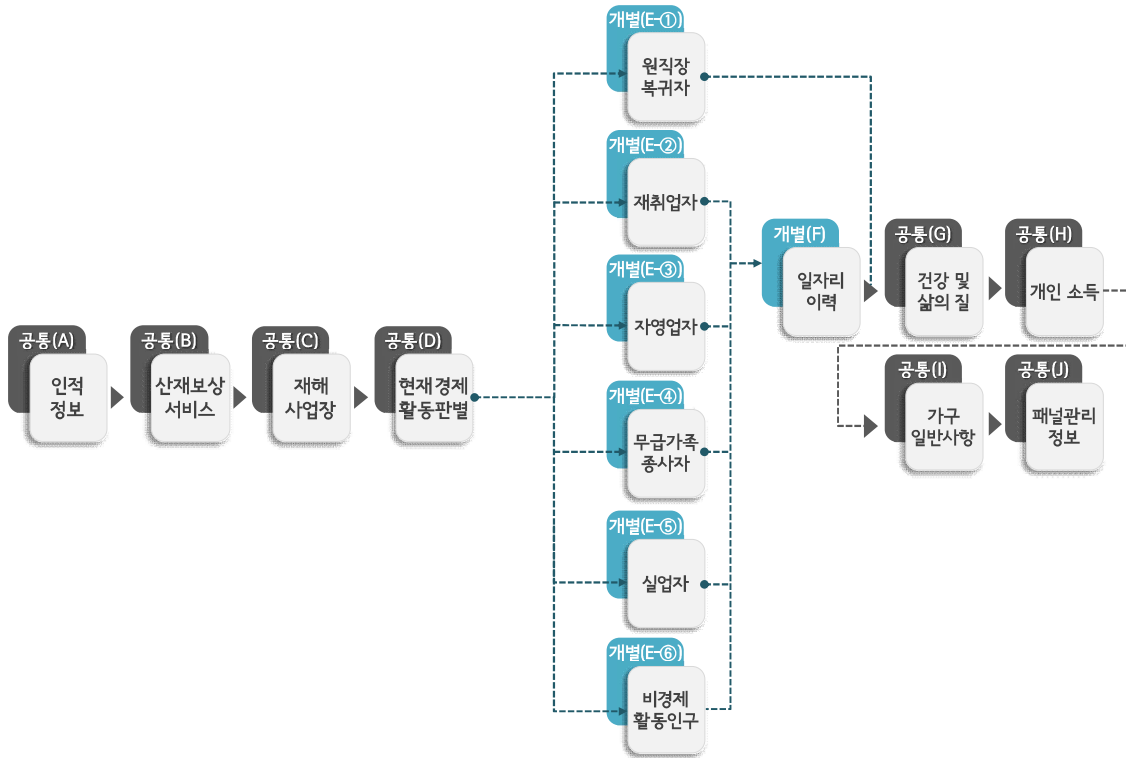 공통(A)
인적
정보
공통(B)
산재보상
서비스
공통(C)
재해
사업장
공통(D)
현재경제
활동판별
개별(E-①)
원직장
복귀자
개별(E-②)
재취업자
개별(E-③)
자영업자
개별(E-④)
무급가족
종사자
개별(E-⑤)
실업자
개별(E-⑥)
비경제
활동인구
개별(F)
일자리
이력
공통(G)
건강 및
삶의 질
공통(H)
개인 소득
공통(I)
가구
일반사항
공통(J)
패널관리
정보